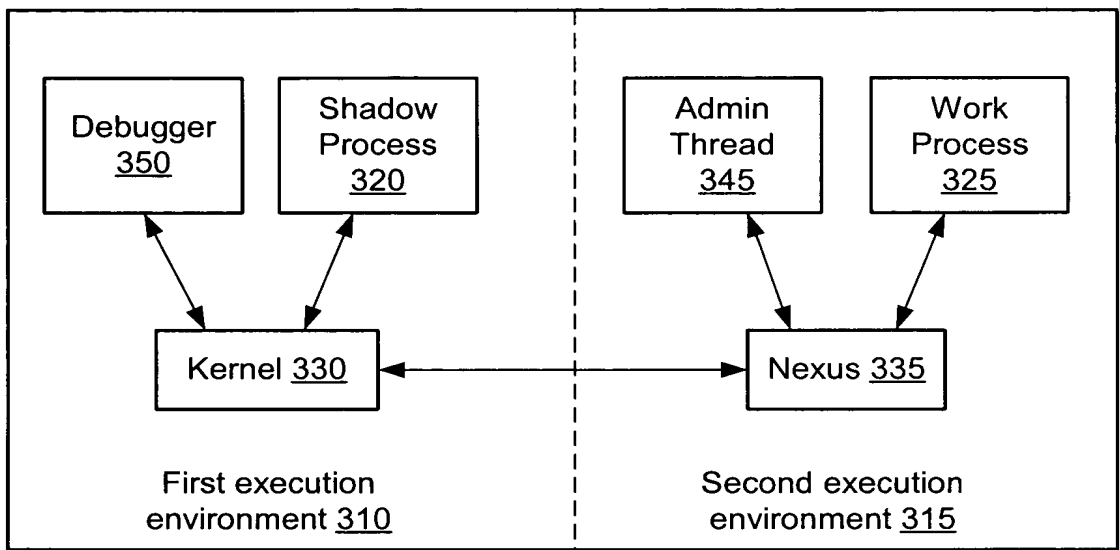 Debugger
350
Shadow
Process
320
Admin
Thread
345
Work
Process
325
Kernel 330
Nexus 335
First execution
environment 310
Second execution
environment 315